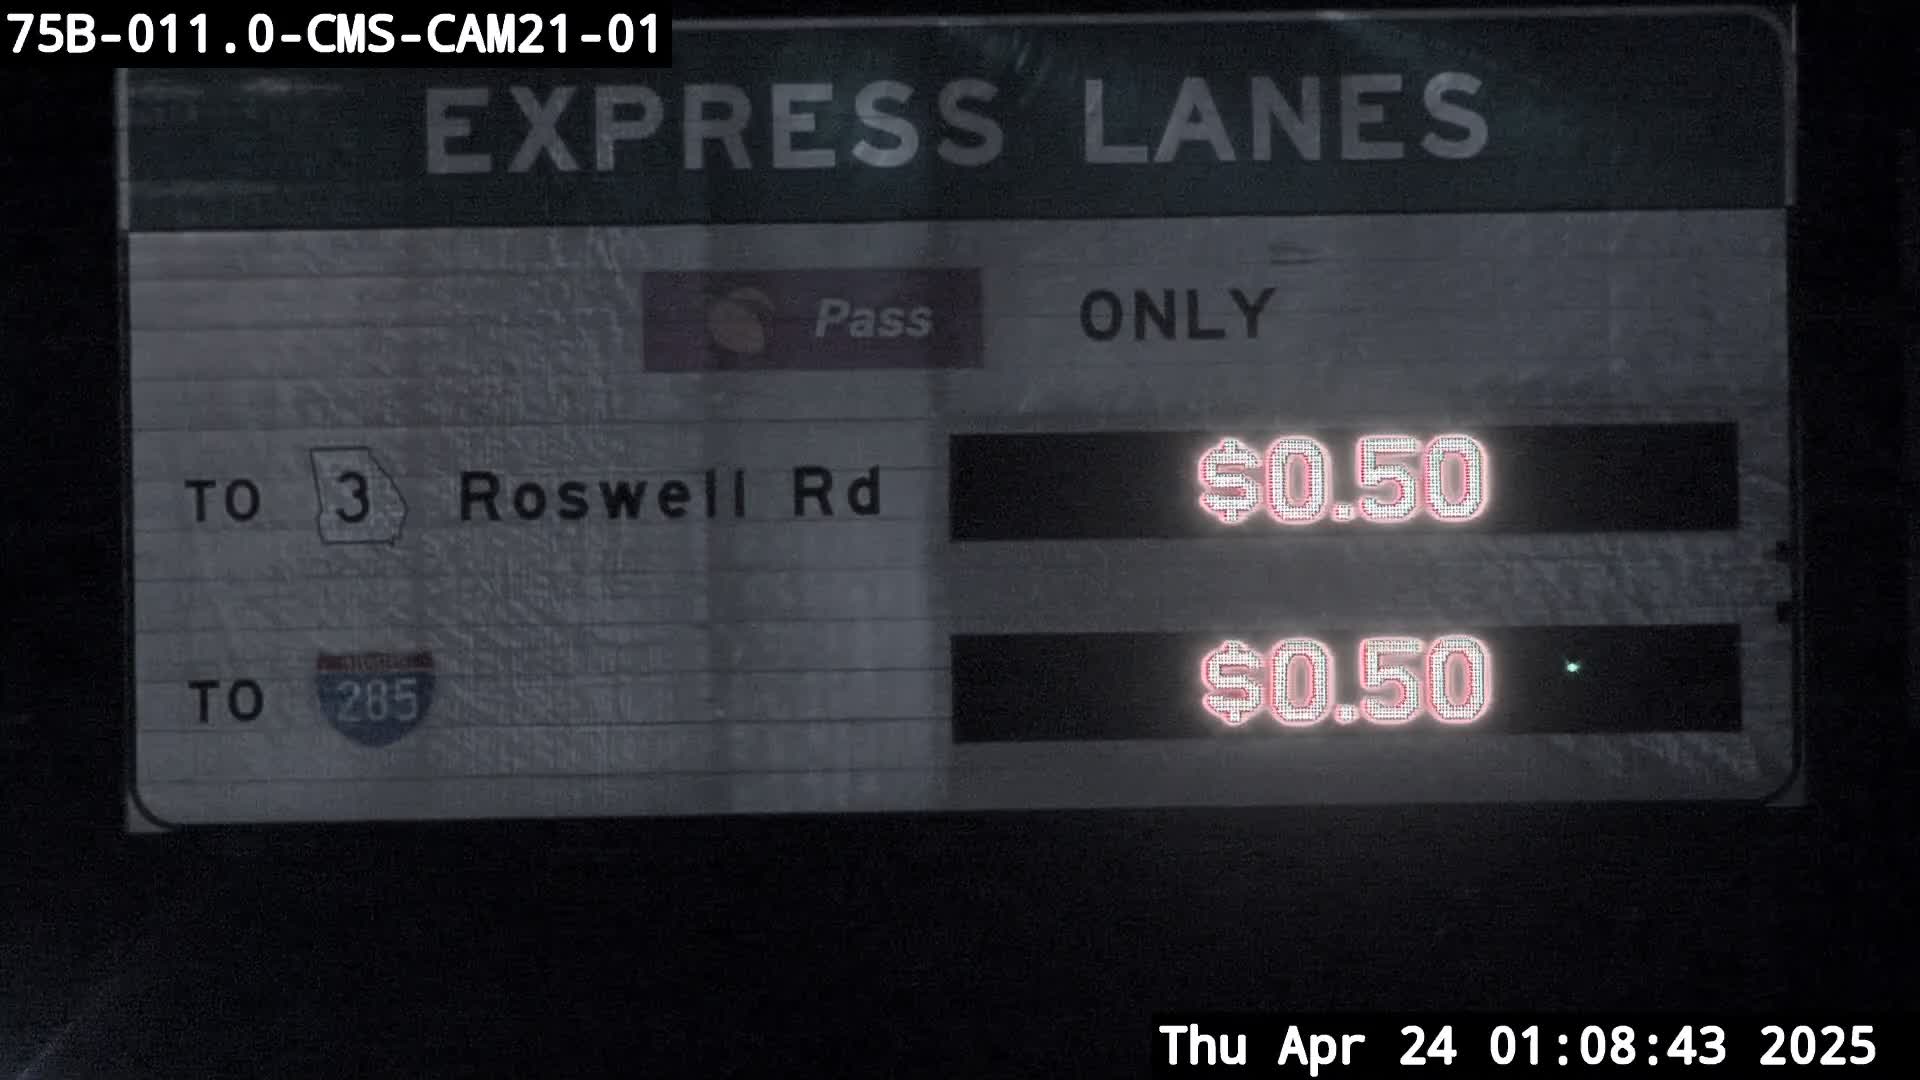 75B-011.0-CMS-CAM21-01
EXPRESS LANES
Pass ONLY
TO 3 Roswell Rd $0.50
TO 285 $0.50
Thu Apr 24 01:08:43 2025